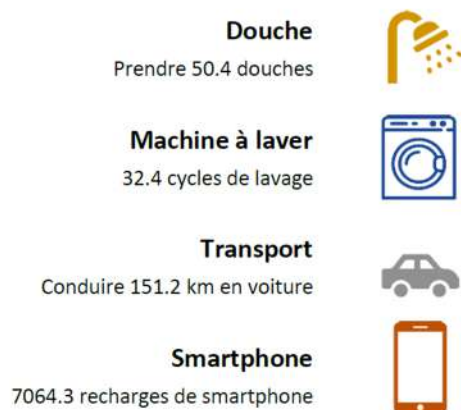 Douche
Prendre 50.4 douches
Machine à laver
32.4 cycles de lavage
Transport
Conduire 151.2 km en voiture
Smartphone
7064.3 recharges de smartphone